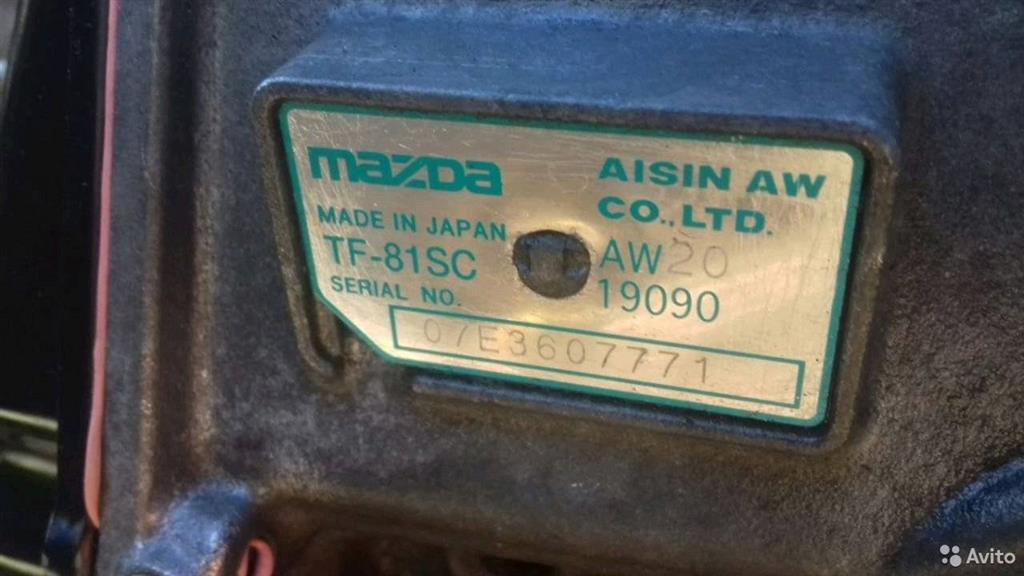 mazda
MADE IN JAPAN
TF-81SC
SERIAL NO.
AISIN AW
CO.,LTD.
AW20
19090
07E3607771
Avito